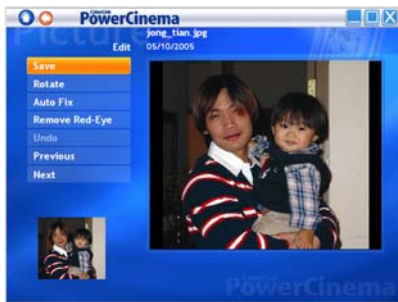 CyberLink
PowerCinema
Picture
jong_tian.jpg
Edit
05/10/2005
Save
Rotate
Auto Fix
Remove Red-Eye
Undo
Previous
Next
PowerCinema